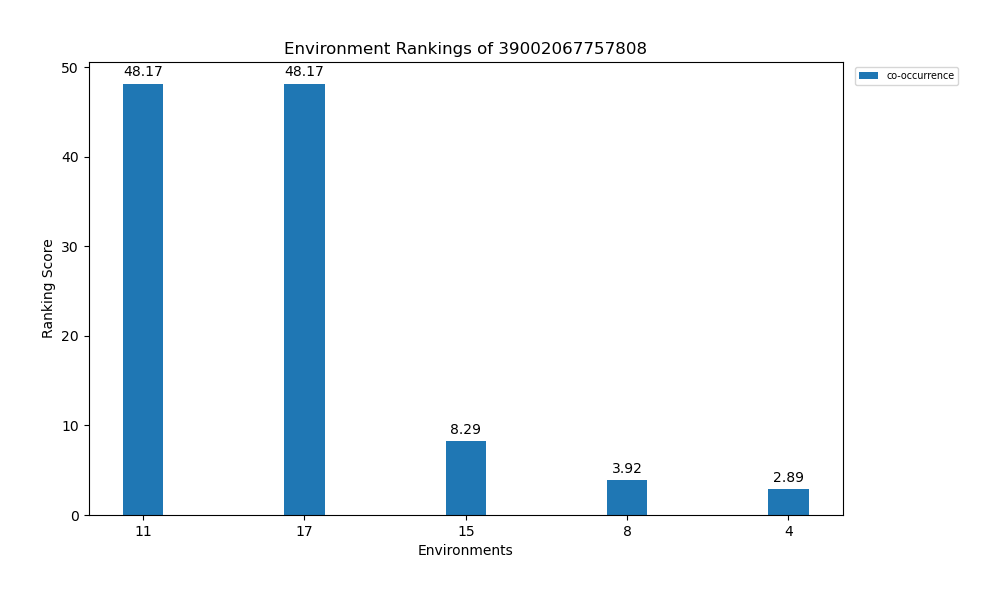 Environment Rankings of 39002067757808
co-occurrence
48.17
48.17
8.29
3.92
2.89
50
40
30
20
10
0
Ranking Score
11 17 15 8 4
Environments